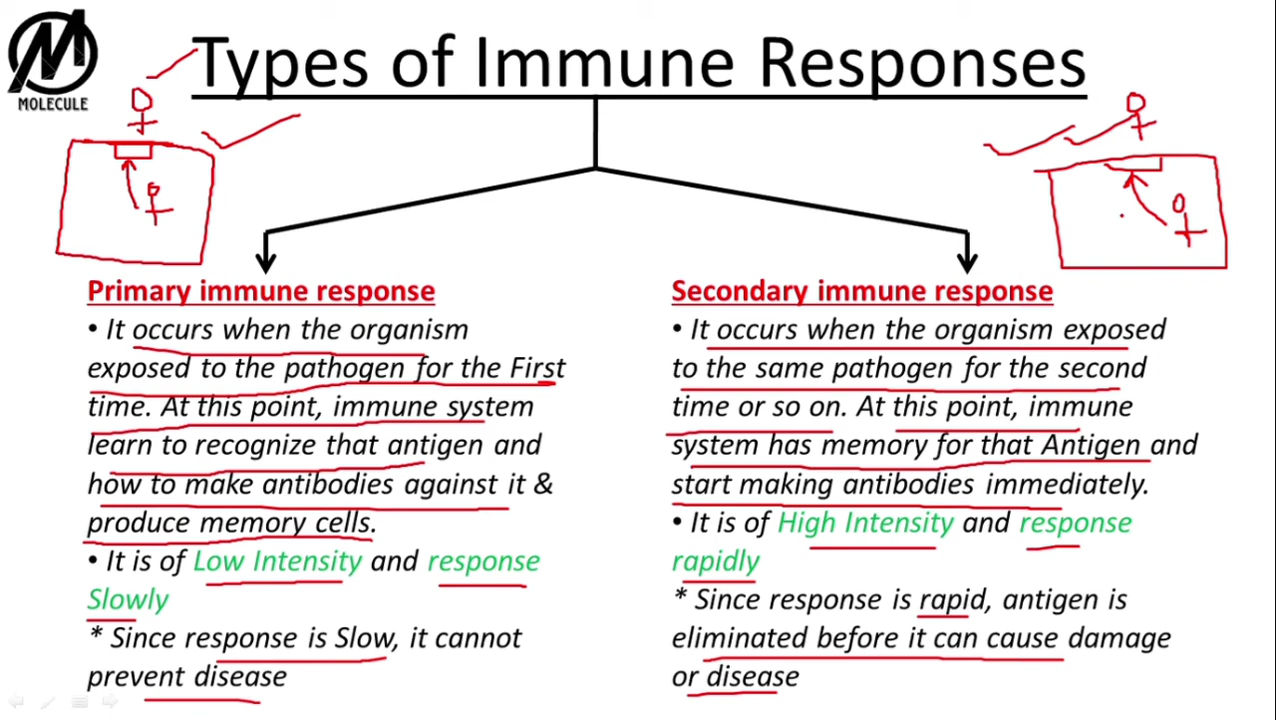 MOLECULE
Types of Immune Responses
Primary immune response
• It occurs when the organism
exposed to the pathogen for the First
time. At this point, immune system
learn to recognize that antigen and
how to make antibodies against it &
produce memory cells.
• It is of Low Intensity and response
Slowly
* Since response is Slow, it cannot
prevent disease
Secondary immune response
• It occurs when the organism exposed
to the same pathogen for the second
time or so on. At this point, immune
system has memory for that Antigen and
start making antibodies immediately.
• It is of High Intensity and response
rapidly
* Since response is rapid, antigen is
eliminated before it can cause damage
or disease